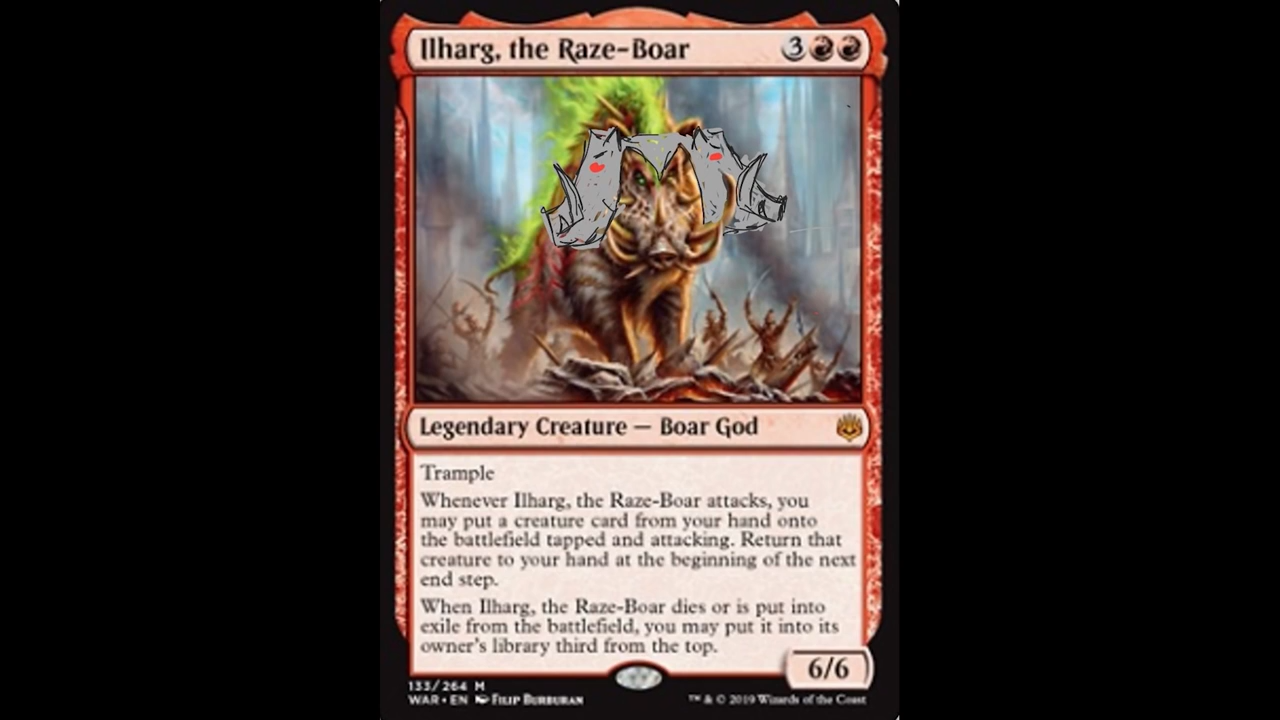 Ilharg, the Raze-Boar 3
Legendary Creature — Boar God
Trample
Whenever Ilharg, the Raze-Boar attacks, you
may put a creature card from your hand onto
the battlefield tapped and attacking. Return that
creature to your hand at the beginning of the next
end step.
When Ilharg, the Raze-Boar dies or is put into
exile from the battlefield, you may put it into its
owner's library third from the top.
6/6
133/264 M
WAR • EN Filip Burburan
™ & © 2019 Wizards of the Coast